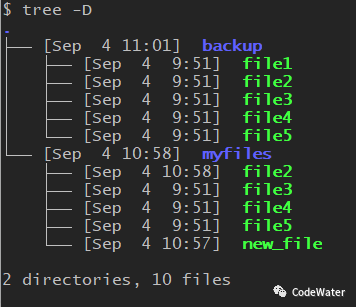 $ tree -D
.
├── [Sep  4 11:01]  backup
│   ├── [Sep  4  9:51]  file1
│   ├── [Sep  4  9:51]  file2
│   ├── [Sep  4  9:51]  file3
│   ├── [Sep  4  9:51]  file4
│   └── [Sep  4  9:51]  file5
└── [Sep  4 10:58]  myfiles
    ├── [Sep  4 10:58]  file2
    ├── [Sep  4  9:51]  file3
    ├── [Sep  4  9:51]  file4
    ├── [Sep  4  9:51]  file5
    └── [Sep  4 10:57]  new_file
2 directories, 10 files
CodeWater